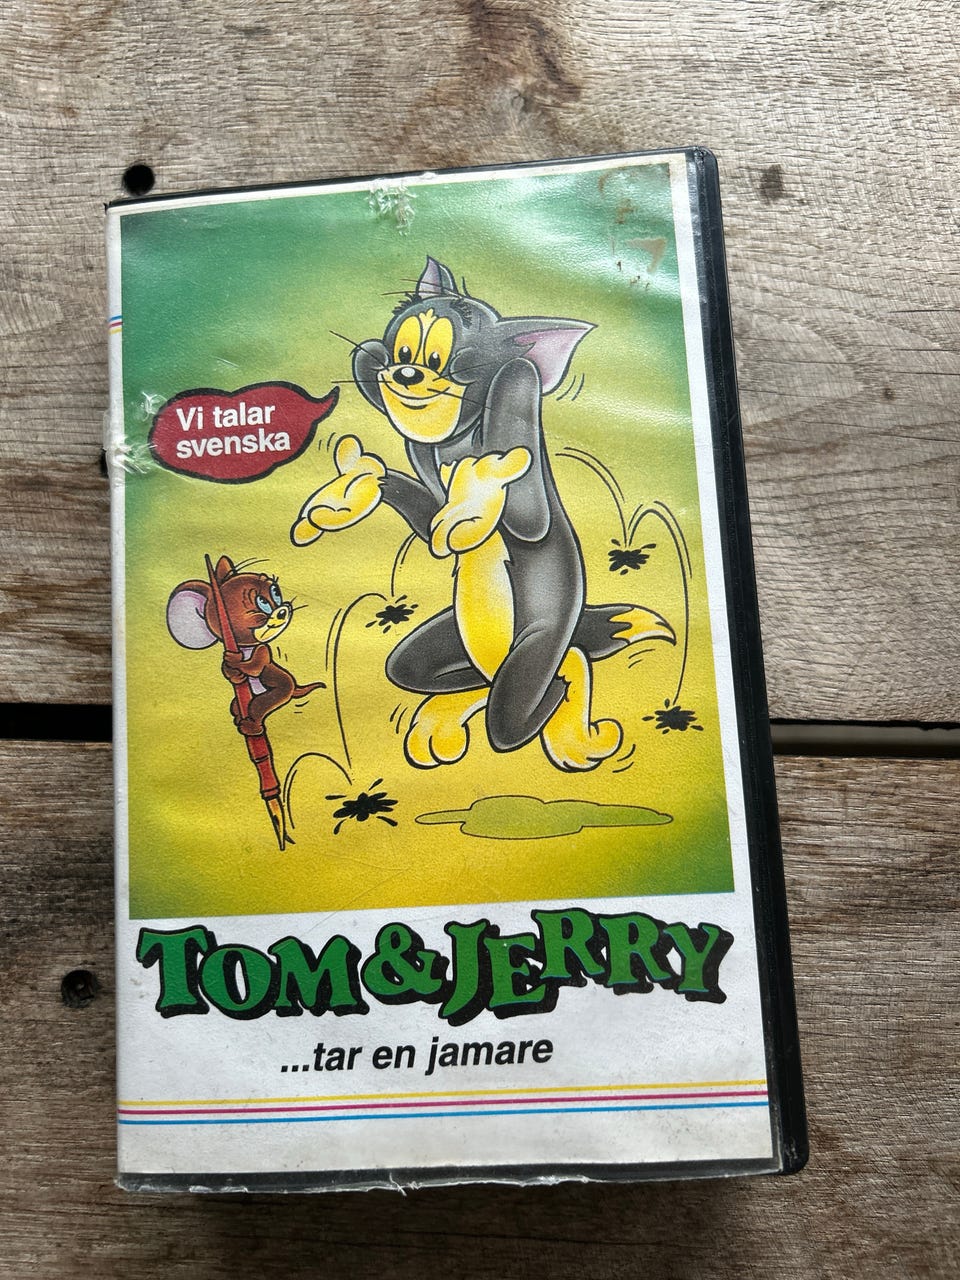 Vi talar
svenska
TOM & JERRY
...tar en jamare